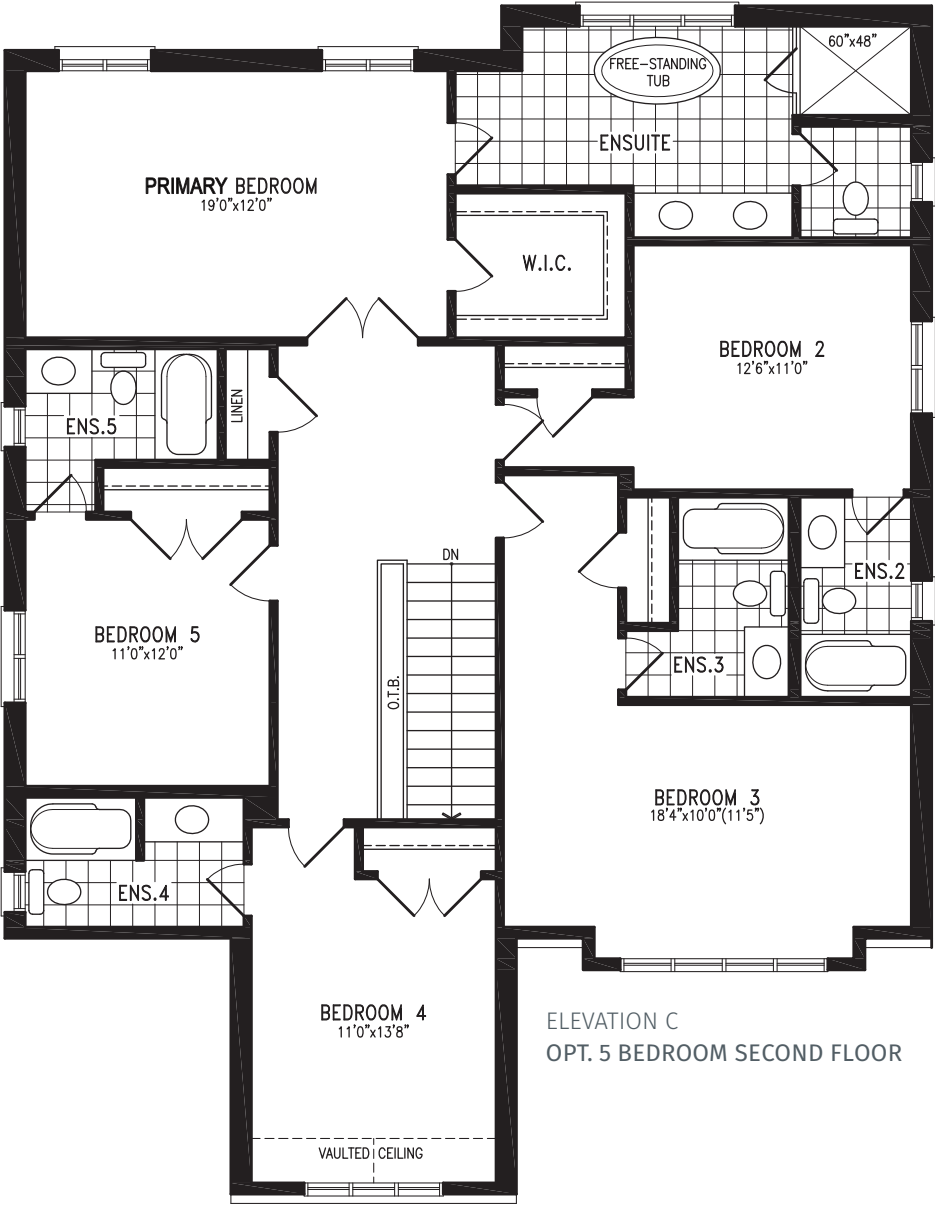 60"x48"
FREE-STANDING
TUB
ENSUITE
PRIMARY BEDROOM
19'0"x12'0"
W.I.C.
BEDROOM 2
12'6"x11'0"
LINEN
ENS.5
DN
ENS.2
BEDROOM 5
11'0"x12'0"
ENS.3
O.T.B.
BEDROOM 3
18'4"x10'0"(11'5")
ENS.4
BEDROOM 4
11'0"x13'8"
ELEVATION C
OPT. 5 BEDROOM SECOND FLOOR
VAULTED CEILING